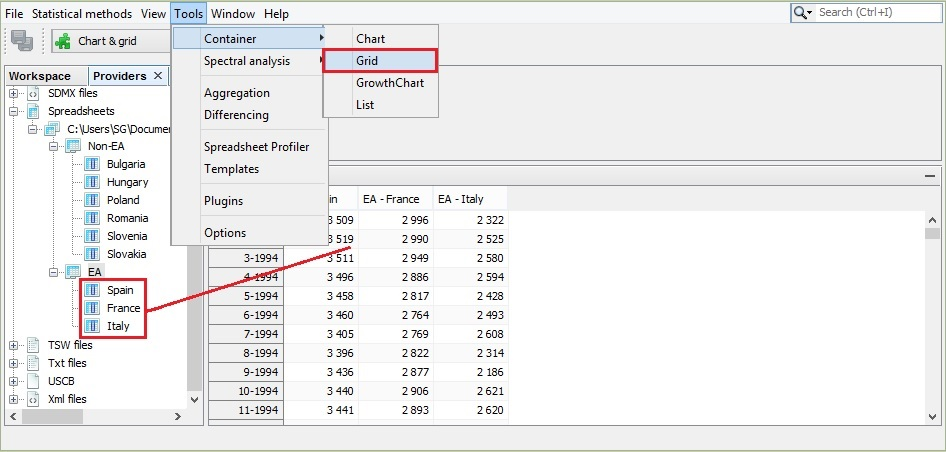 File Statistical methods View Tools Window Help Search (Ctrl+I)
Chart & grid
Container
Spectral analysis
Aggregation
Differencing
Spreadsheet Profiler
Templates
Plugins
Options
Chart
Grid
GrowthChart
List
Workspace Providers
SDMX files
Spreadsheets
C:\Users\SG\Docume
Non-EA
Bulgaria
Hungary
Poland
Romania
Slovenia
Slovakia
EA
Spain
France
Italy
TSW files
Txt files
USCB
Xml files
in EA - France EA - Italy
3 509 2 996 2 322
3 519 2 990 2 525
3-1994 3 511 2 949 2 580
4-1994 3 496 2 886 2 594
5-1994 3 458 2 817 2 428
6-1994 3 460 2 764 2 493
7-1994 3 405 2 769 2 608
8-1994 3 396 2 822 2 314
9-1994 3 436 2 877 2 186
10-1994 3 440 2 906 2 621
11-1994 3 441 2 893 2 620